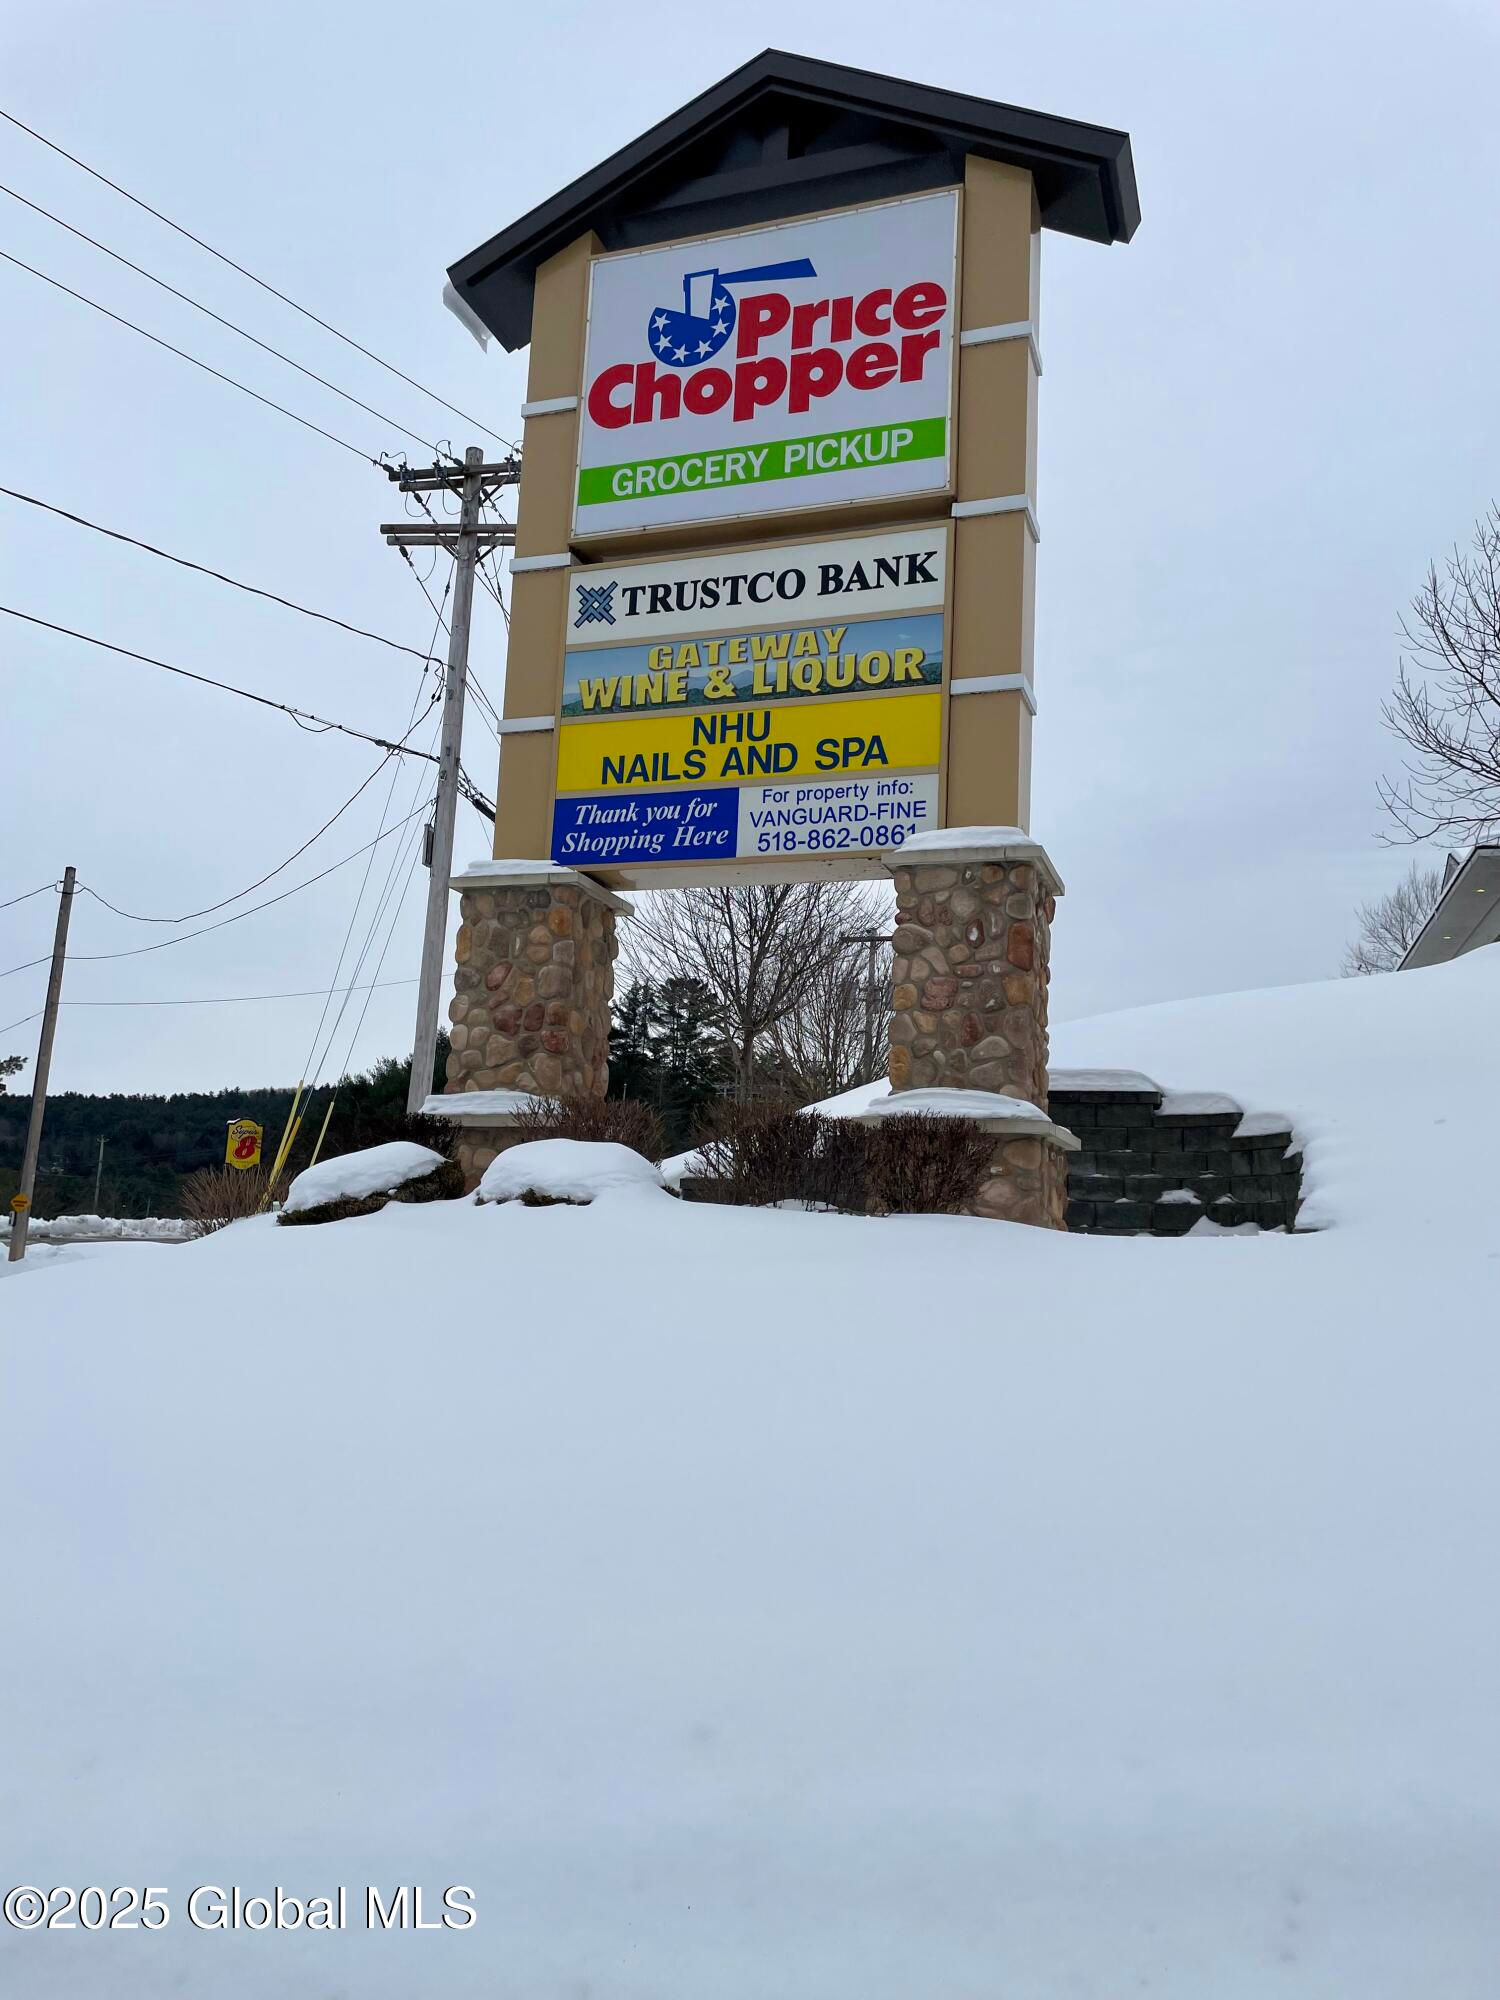 Price
Chopper
GROCERY PICKUP
TRUSTCO BANK
GATEWAY
WINE & LIQUOR
NHU
NAILS AND SPA
Thank you for
Shopping Here
For property info:
VANGUARD-FINE
518-862-0861
Super
8
©2025 Global MLS